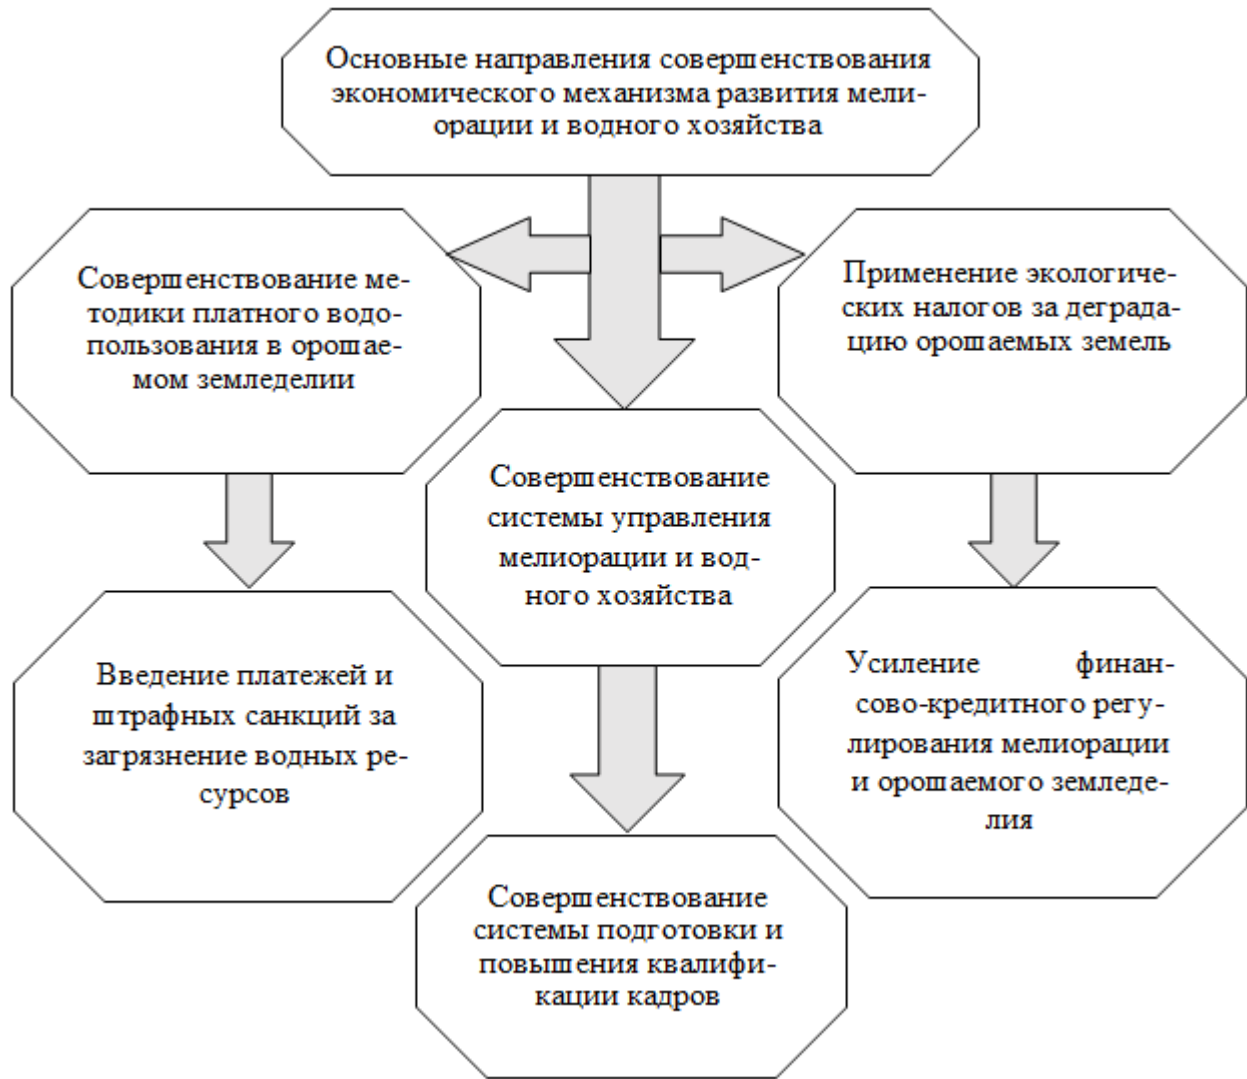 Основные направления совершенствования
экономического механизма развития мели-
орации и водного хозяйства
Совершенствование ме-
тодики платного водо-
пользования в орошае-
мом земледелии
Применение экологиче-
ских налогов за деграда-
цию орошаемых земель
Совершенствование
системы управления
мелиорации и вод-
ного хозяйства
Введение платежей и
штрафных санкций за
загрязнение водных ре-
сурсов
Усиление финан-
сово-кредитного регу-
лирования мелиорации
и орошаемого земледе-
лия
Совершенствование
системы подготовки и
повышения квалифи-
кации кадров